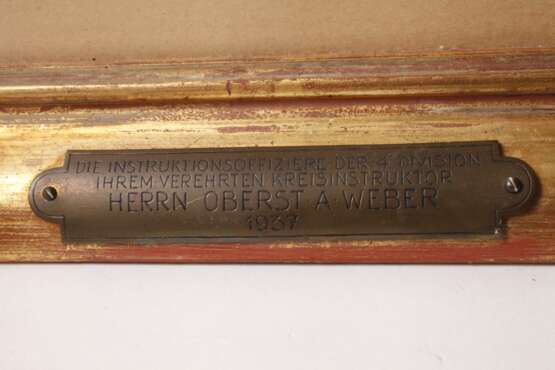 DIE INSTRUKTIONSOFFIZIERE DER 4. DIVISION
IHREM VEREHRTEN KREISINSTRUKTOR
HERRN OBERST A. WEBER
1937